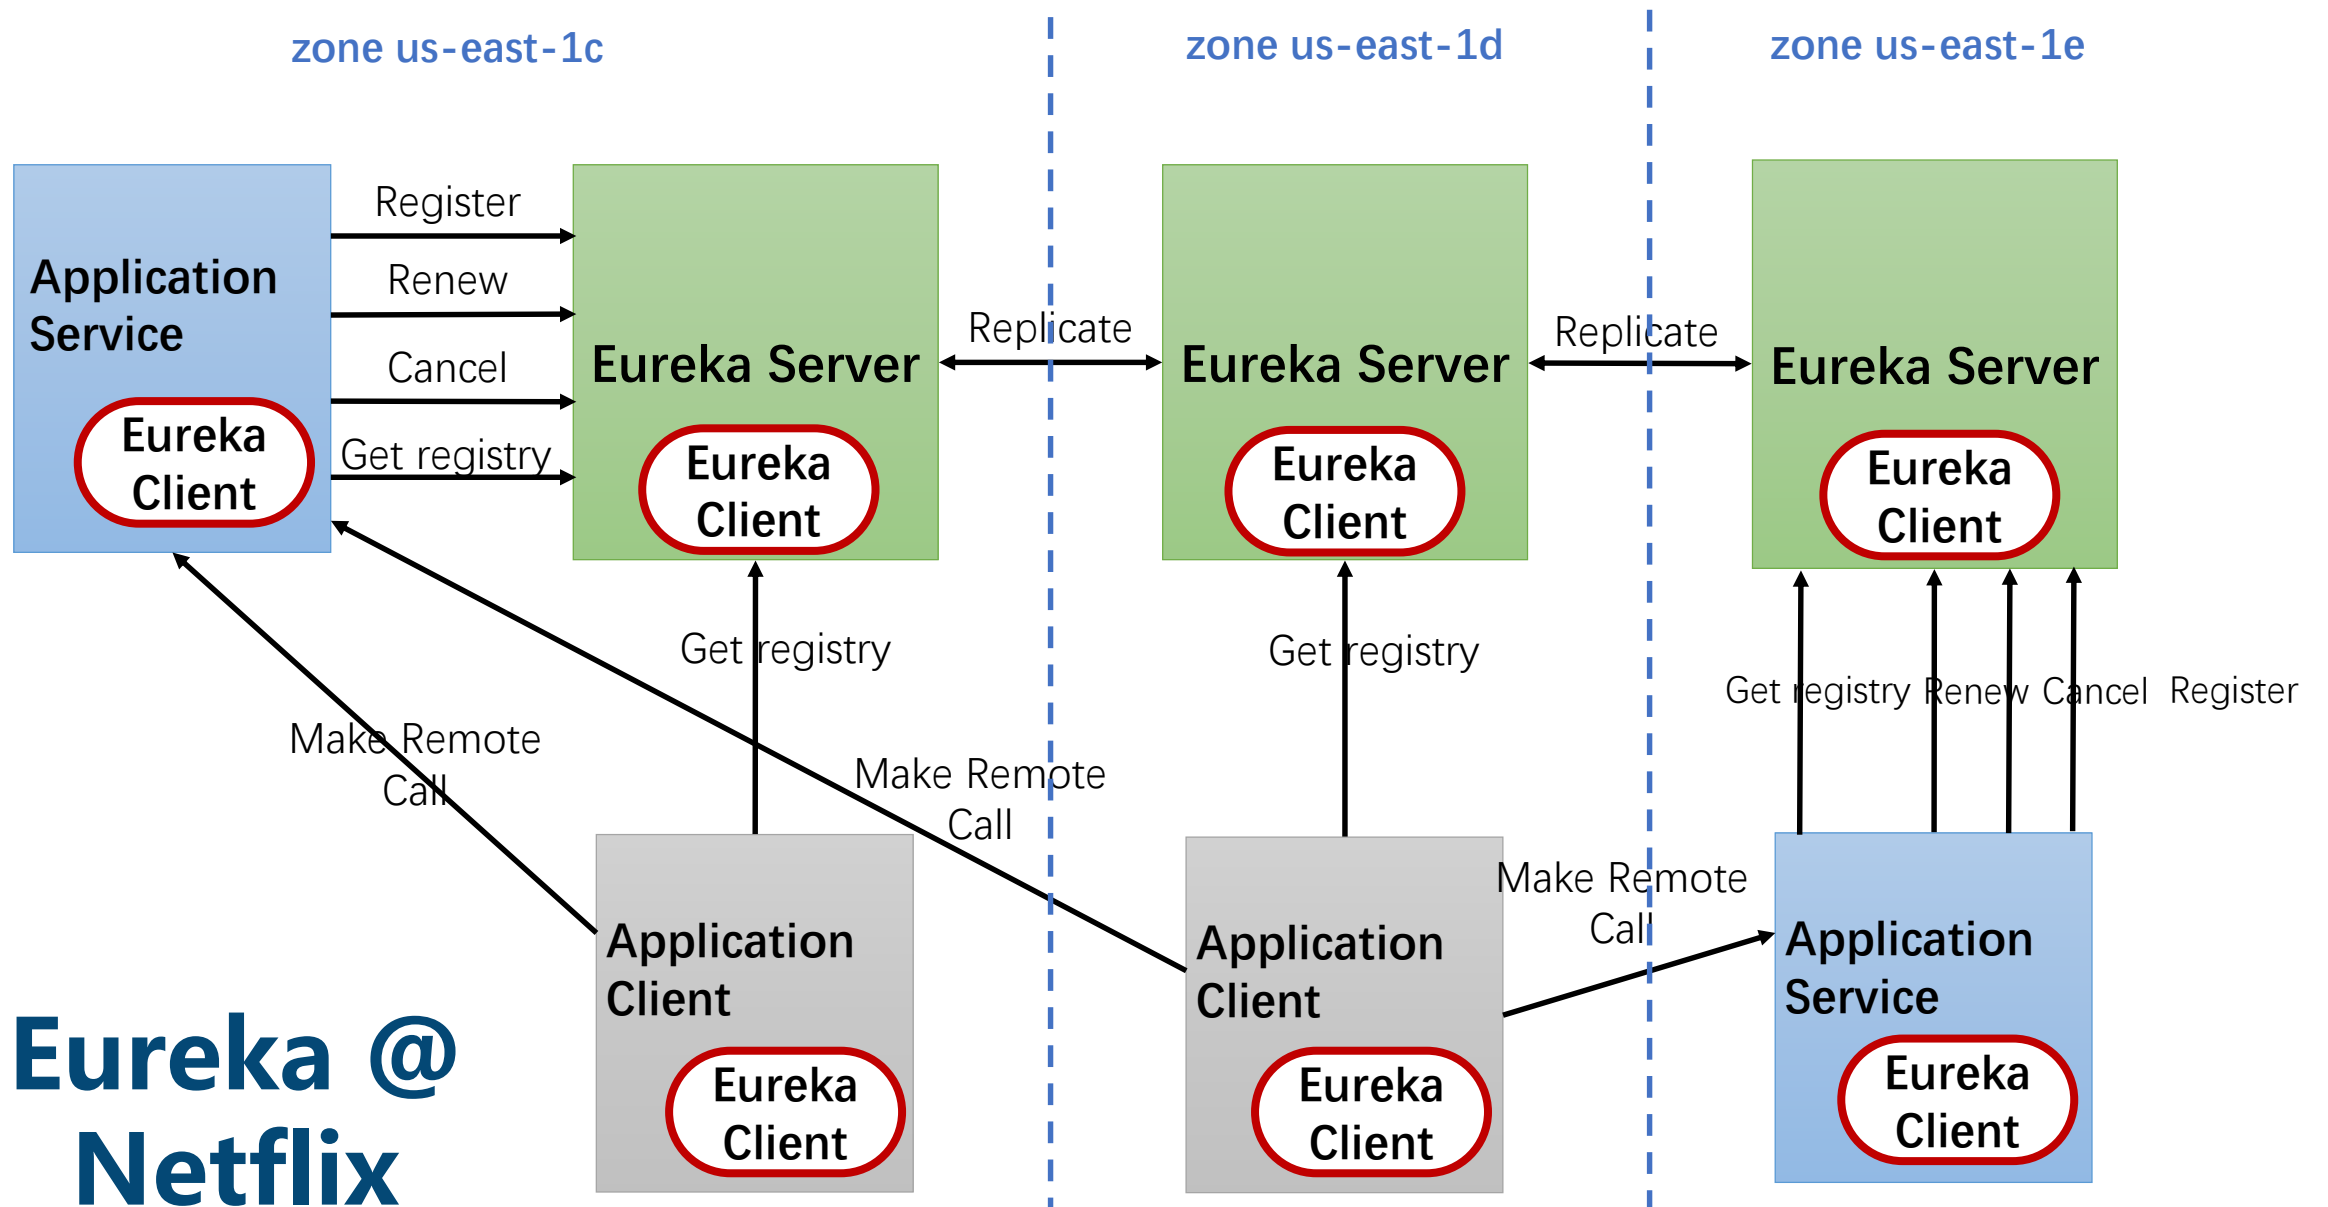 zone us-east-1c
zone us-east-1d
zone us-east-1e
Application
Service
Eureka
Client
Register
Renew
Cancel
Get registry
Eureka Server
Eureka
Client
Replicate
Eureka Server
Eureka
Client
Replicate
Eureka Server
Eureka
Client
Make Remote
Call
Get registry
Make Remote
Call
Get registry
Make Remote
Call
Get registry
Renew
Cancel
Register
Application
Client
Eureka
Client
Application
Client
Eureka
Client
Application
Service
Eureka
Client
Eureka @
Netflix